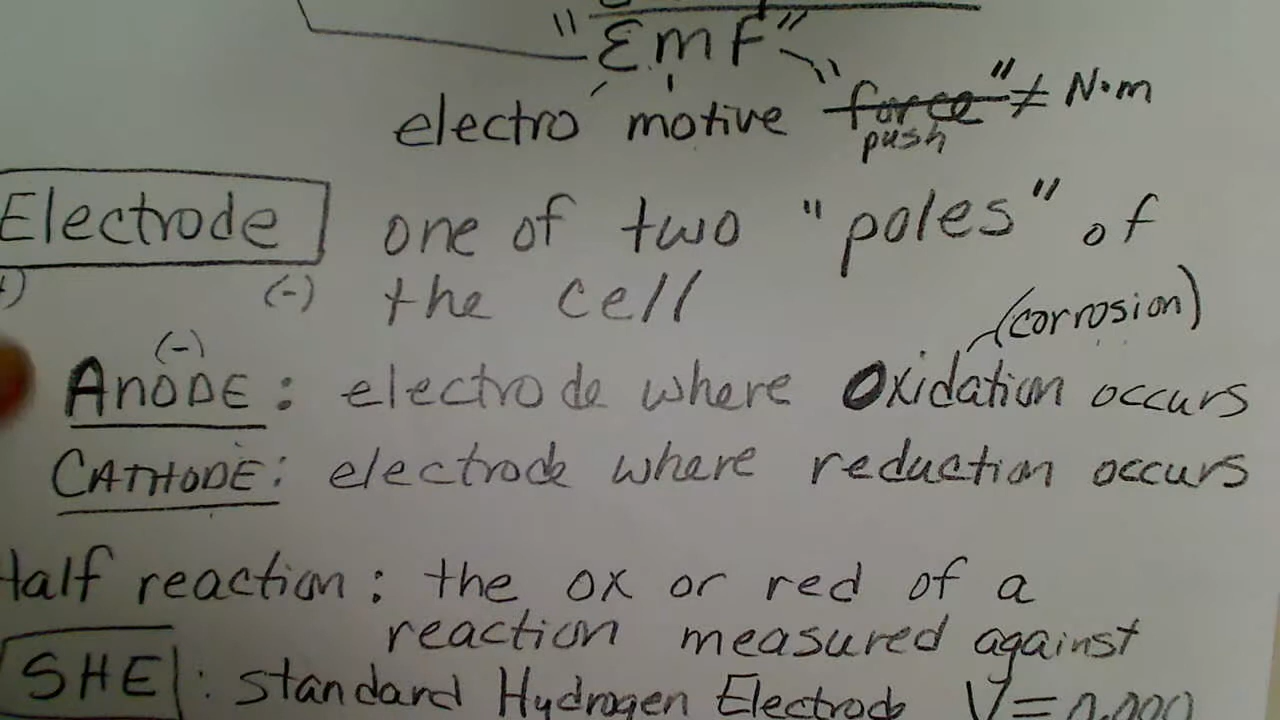 "EmF"
electro motive "force" ≠ N·m
push
Electrode one of two "poles" of
(-) the cell
(corrosion)
(-)
ANODE: electrode where Oxidation occurs
CATHODE: electrode where reduction occurs
Half reaction: the ox or red of a
reaction measured against
SHE: standard Hydrogen Electrode V=0.000